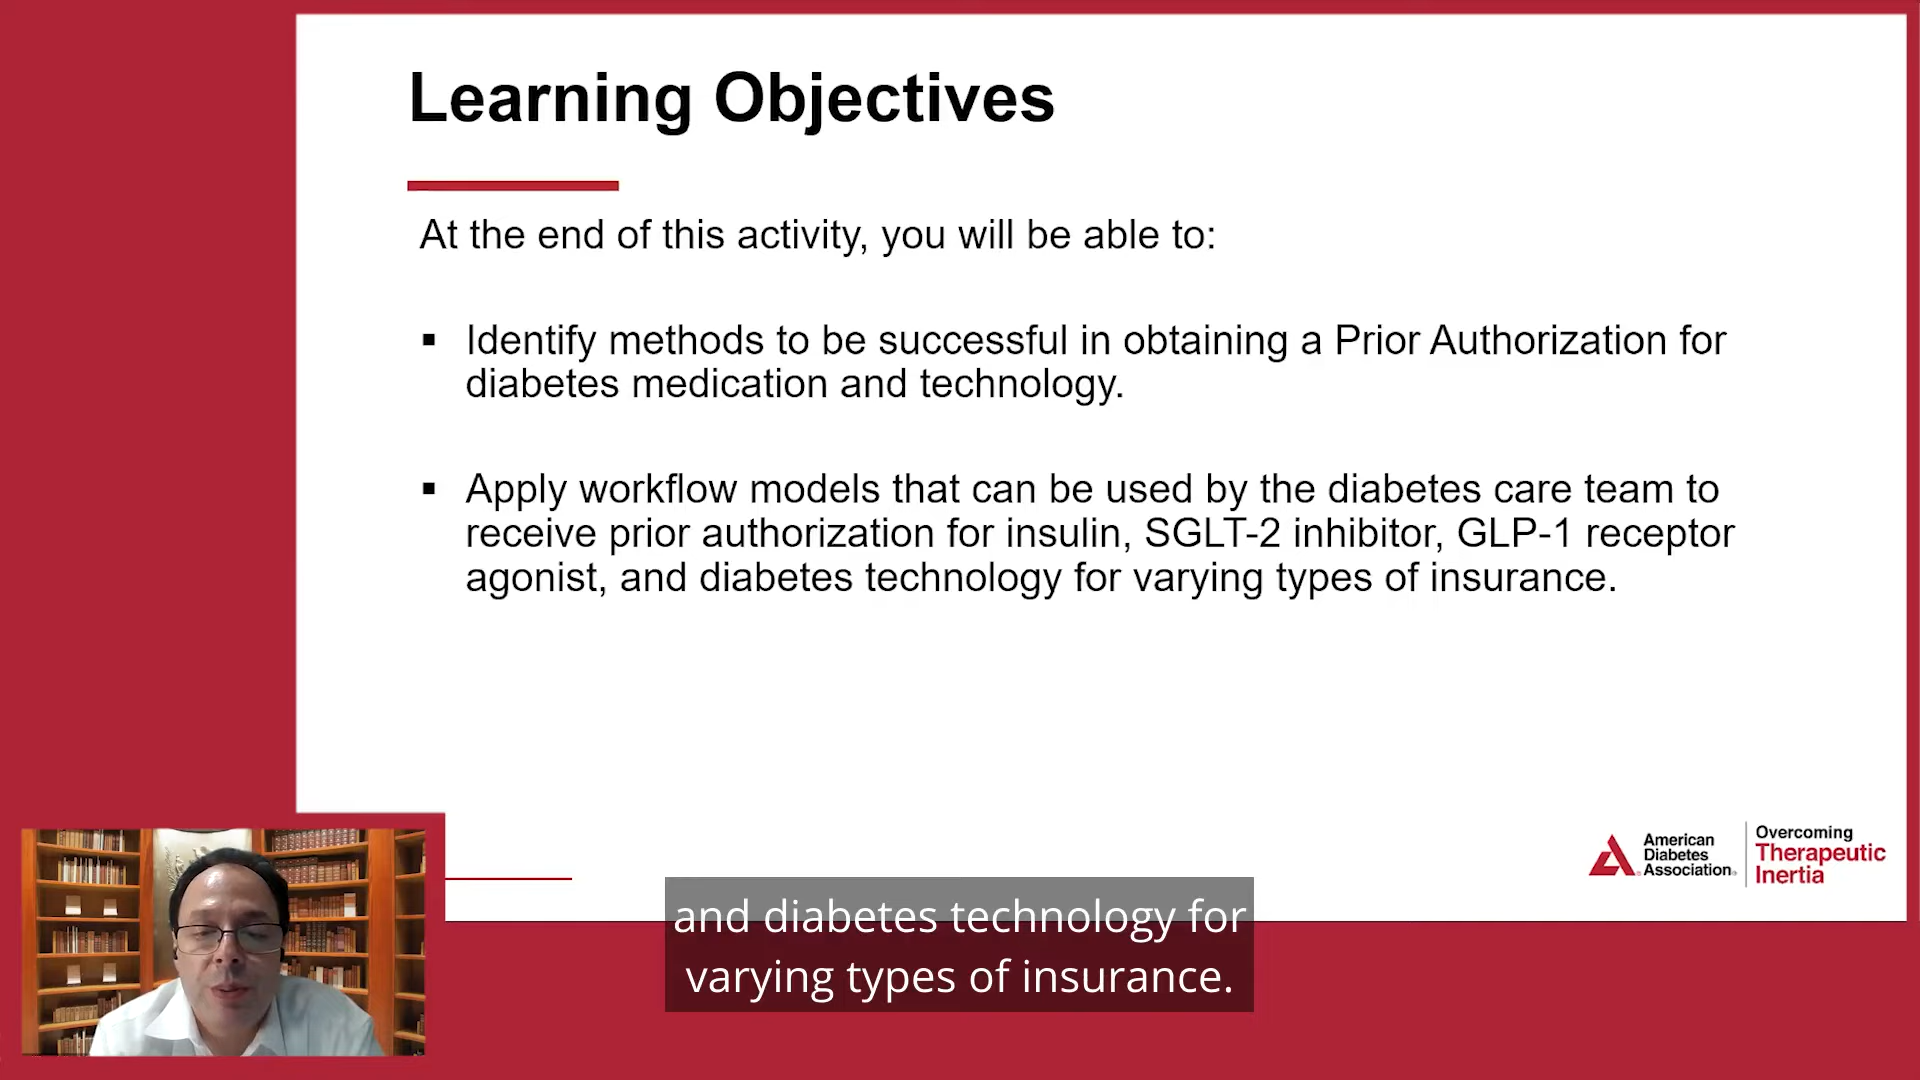 Learning Objectives
At the end of this activity, you will be able to:
▪ Identify methods to be successful in obtaining a Prior Authorization for
diabetes medication and technology.
▪ Apply workflow models that can be used by the diabetes care team to
receive prior authorization for insulin, SGLT-2 inhibitor, GLP-1 receptor
agonist, and diabetes technology for varying types of insurance.
American
Diabetes
Association®
Overcoming
Therapeutic
Inertia
and diabetes technology for
varying types of insurance.